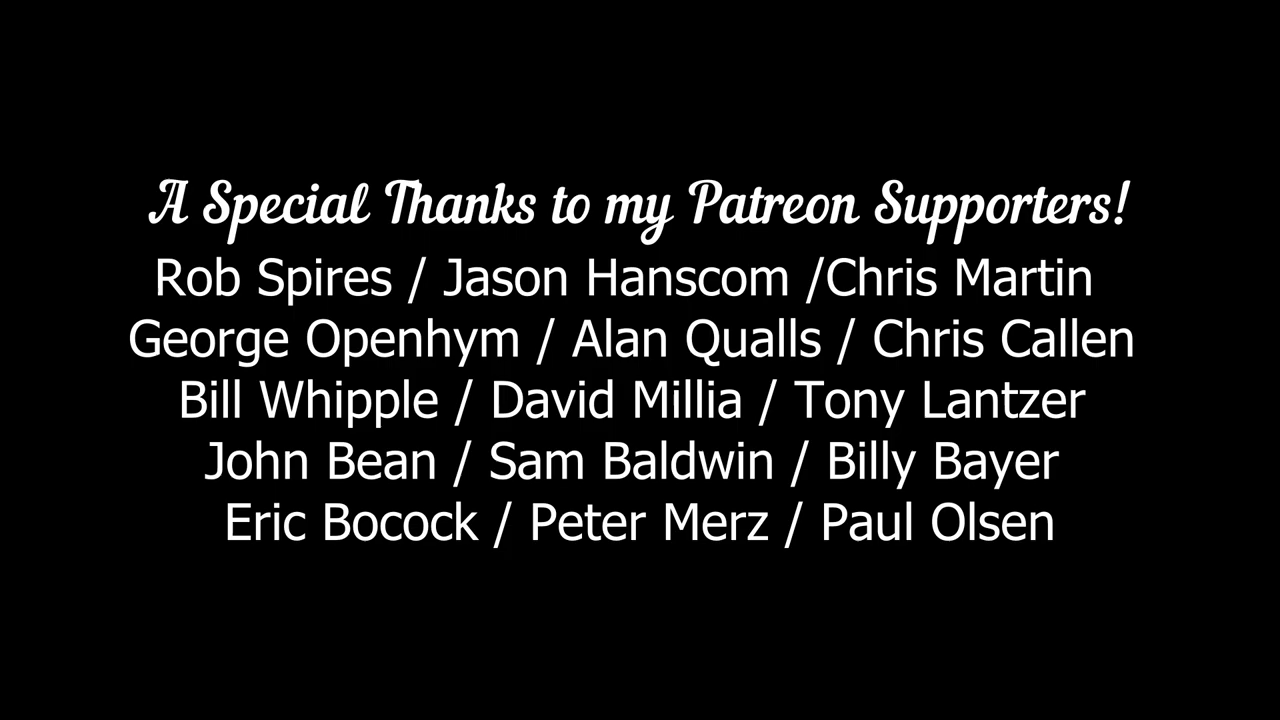 A Special Thanks to my Patreon Supporters!
Rob Spires / Jason Hanscom /Chris Martin
George Openhym / Alan Qualls / Chris Callen
Bill Whipple / David Millia / Tony Lantzer
John Bean / Sam Baldwin / Billy Bayer
Eric Bocock / Peter Merz / Paul Olsen